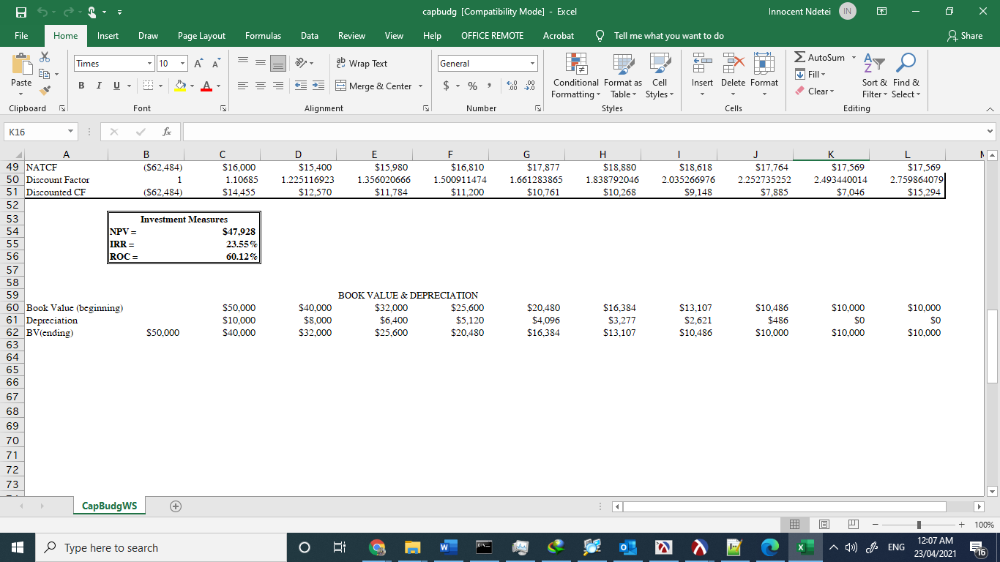 capbudg [Compatibility Mode] - Excel Innocent Ndetei IN
File Home Insert Draw Page Layout Formulas Data Review View Help OFFICE REMOTE Acrobat Tell me what you want to do Share
Times 10 A A ab Wrap Text General AutoSum
Paste B I U A Merge & Center $ % , Conditional Formatting Format as Table Cell Styles Insert Delete Format Fill Clear Sort & Filter Find & Select
Clipboard Font Alignment Number Styles Cells Editing
K16 fx
A B C D E F G H I J K L
49 NATCF ($62,484) $16,000 $15,400 $15,980 $16,810 $17,877 $18,880 $18,618 $17,764 $17,569 $17,569
50 Discount Factor 1 1.10685 1.225116923 1.356020666 1.500911474 1.661283865 1.838792046 2.035266976 2.252735252 2.493440014 2.759864079
51 Discounted CF ($62,484) $14,455 $12,570 $11,784 $11,200 $10,761 $10,268 $9,148 $7,885 $7,046 $15,294
52
53 Investment Measures
54 NPV = $47,928
55 IRR = 23.55%
56 ROC = 60.12%
57
58
59 BOOK VALUE & DEPRECIATION
60 Book Value (beginning) $50,000 $40,000 $32,000 $25,600 $20,480 $16,384 $13,107 $10,486 $10,000 $10,000
61 Depreciation $10,000 $8,000 $6,400 $5,120 $4,096 $3,277 $2,621 $486 $0 $0
62 BV(ending) $50,000 $40,000 $32,000 $25,600 $20,480 $16,384 $13,107 $10,486 $10,000 $10,000 $10,000
63
64
65
66
67
68
69
70
71
72
73
CapBudgWS
100%
Type here to search ENG 12:07 AM
23/04/2021 16